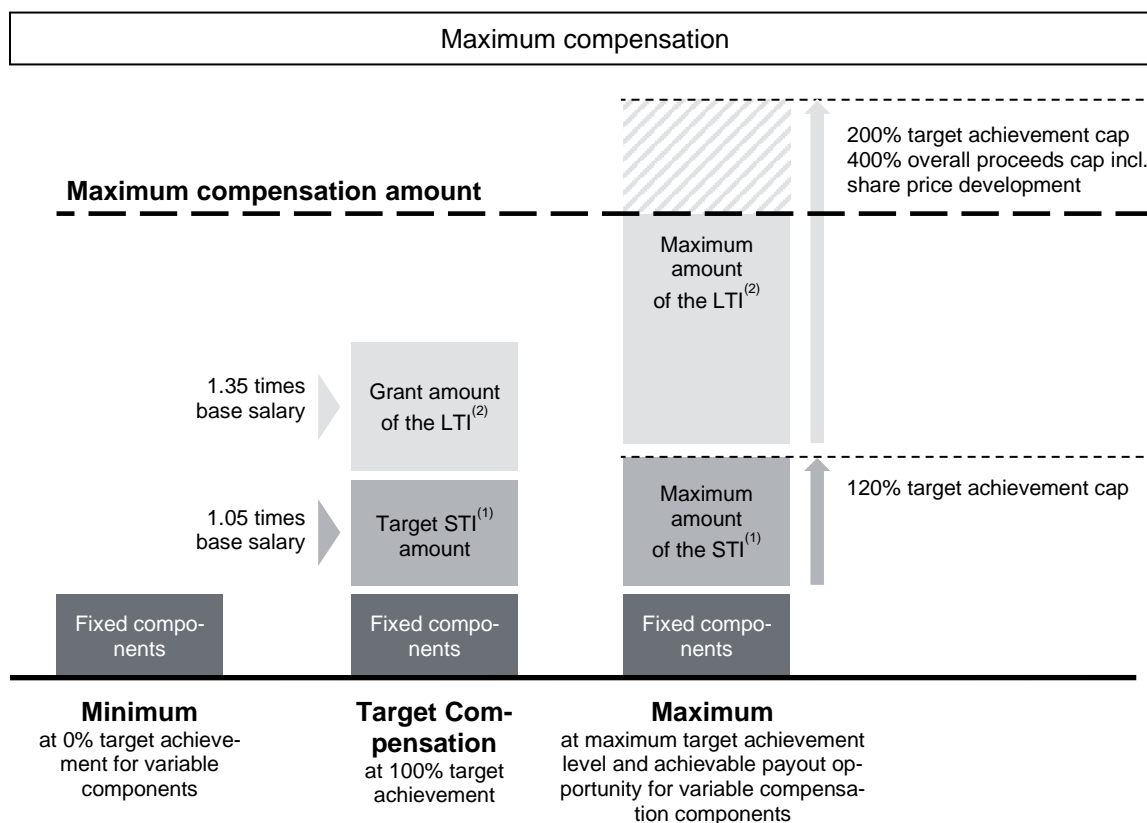 Maximum compensation
200% target achievement cap
400% overall proceeds cap incl.
share price development
Maximum compensation amount
Maximum
amount
of the LTI(2)
1.35 times
base salary
Grant amount
of the LTI(2)
120% target achievement cap
Maximum
amount
of the STI(1)
1.05 times
base salary
Target STI(1)
amount
Fixed compo-
nents
Fixed compo-
nents
Fixed compo-
nents
Minimum
at 0% target achieve-
ment for variable
components
Target Com-
pensation
at 100% target
achievement
Maximum
at maximum target achievement
level and achievable payout op-
portunity for variable compensa-
tion components